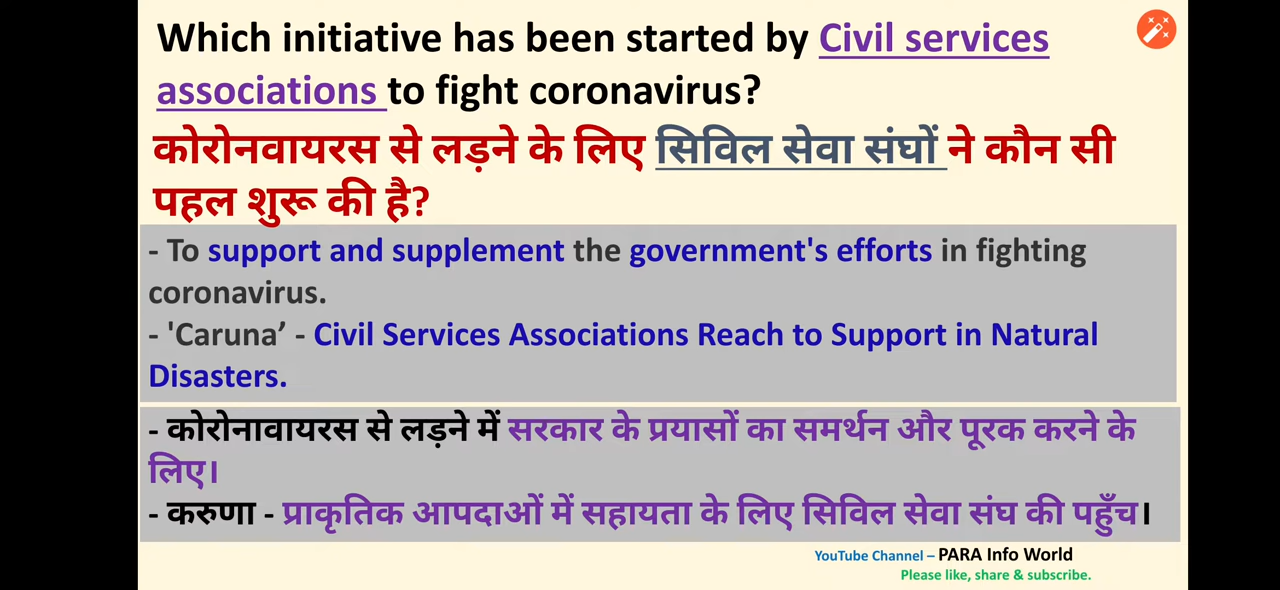 Which initiative has been started by Civil services
associations to fight coronavirus?
कोरोनवायरस से लड़ने के लिए सिविल सेवा संघों ने कौन सी
पहल शुरू की है?
- To support and supplement the government's efforts in fighting
coronavirus.
- 'Caruna’ - Civil Services Associations Reach to Support in Natural
Disasters.
- कोरोनावायरस से लड़ने में सरकार के प्रयासों का समर्थन और पूरक करने के
लिए।
- करुणा - प्राकृतिक आपदाओं में सहायता के लिए सिविल सेवा संघ की पहुँच।
YouTube Channel – PARA Info World
Please like, share & subscribe.